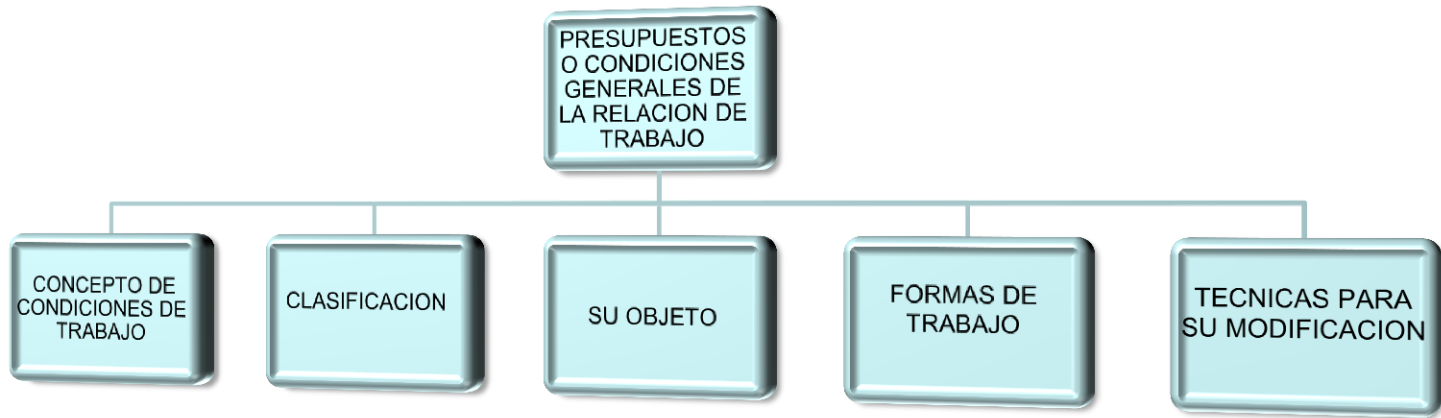 PRESUPUESTOS
O CONDICIONES
GENERALES DE
LA RELACION DE
TRABAJO
CONCEPTO DE
CONDICIONES DE
TRABAJO
CLASIFICACION
SU OBJETO
FORMAS DE
TRABAJO
TECNICAS PARA
SU MODIFICACION